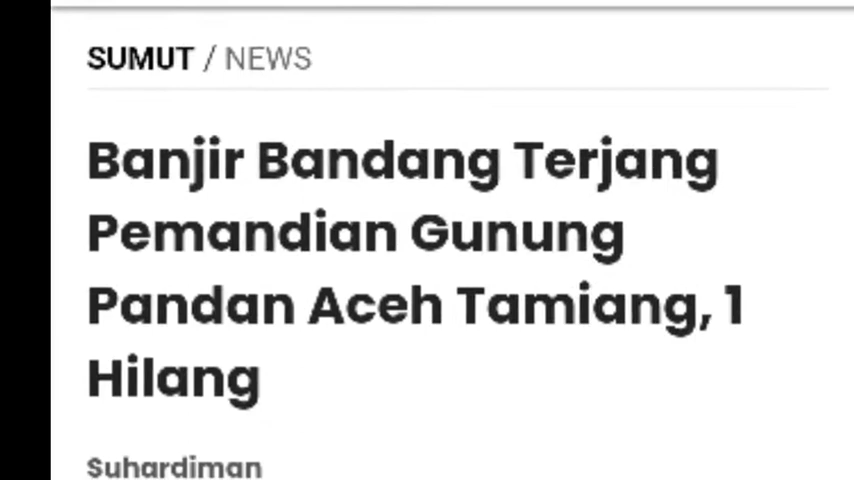 SUMUT / NEWS
Banjir Bandang Terjang
Pemandian Gunung
Pandan Aceh Tamiang, 1
Hilang
Suhardiman